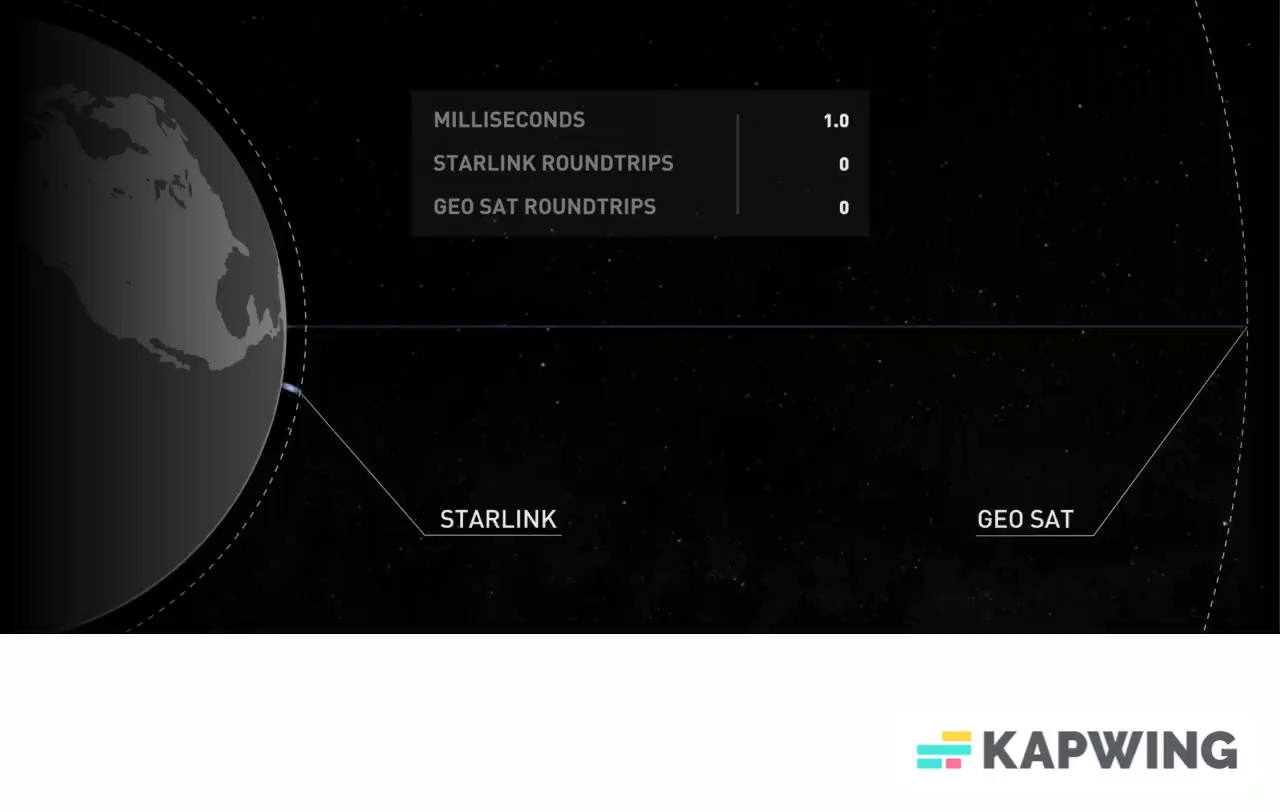 MILLISECONDS 1.0
STARLINK ROUNDTRIPS 0
GEO SAT ROUNDTRIPS 0
STARLINK
GEO SAT
KAPWING